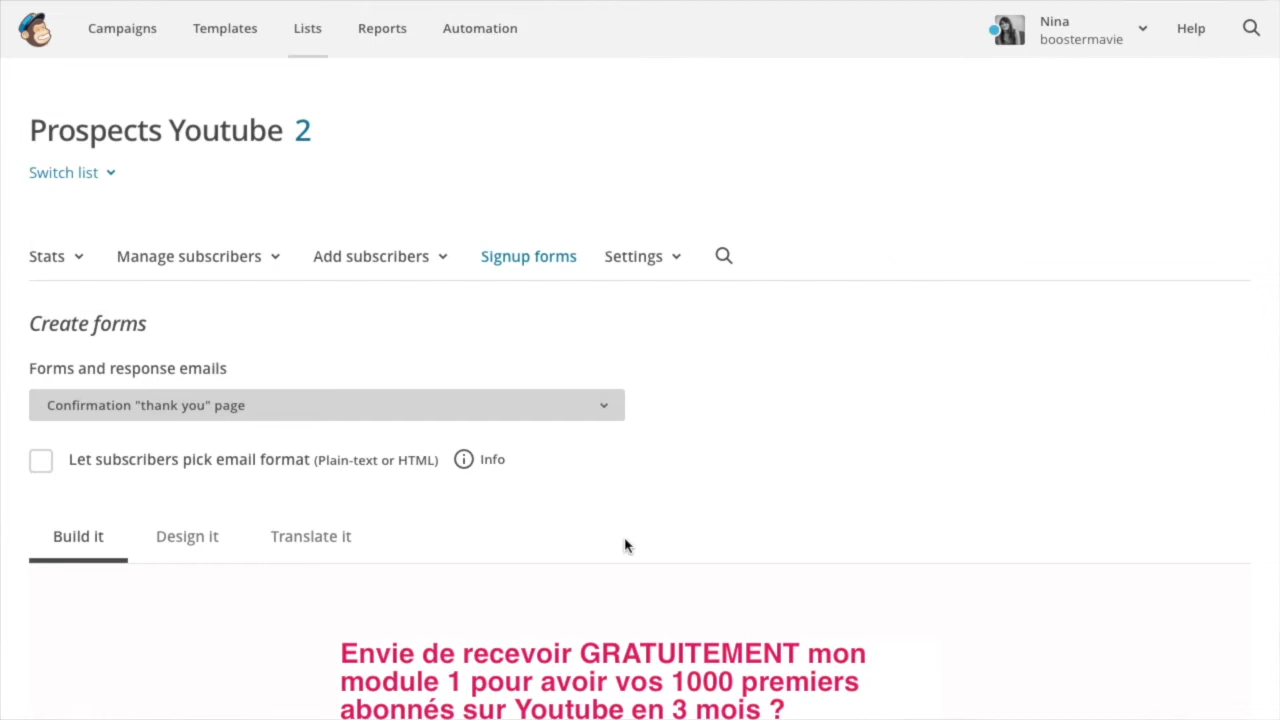 Campaigns Templates Lists Reports Automation Nina Help
boostermavie
Prospects Youtube 2
Switch list
Stats Manage subscribers Add subscribers Signup forms Settings
Create forms
Forms and response emails
Confirmation "thank you" page
Let subscribers pick email format (Plain-text or HTML) Info
Build it Design it Translate it
Envie de recevoir GRATUITEMENT mon
module 1 pour avoir vos 1000 premiers
abonnés sur Youtube en 3 mois ?